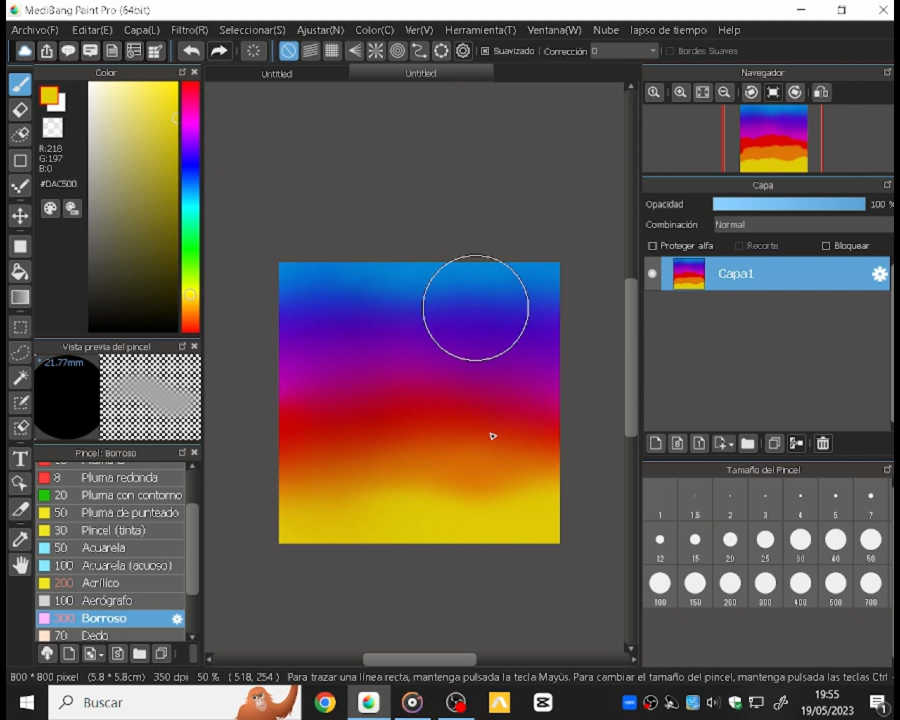 MediBang Paint Pro (64bit)
Archivo(F) Editar(E) Capa(L) Filtro(R) Seleccionar(S) Ajustar(N) Color(C) Ver(V) Herramienta(T) Ventana(W) Nube lapso de tiempo Help
Suavizado Corrección 0 Bordes Suaves
Color
Untitled
Untitled
Navegador
R:218
G:197
B:0
#DAC500
Capa
Opacidad 100 %
Combinación Normal
Proteger alfa Recorte Bloquear
Capa1
Vista previa del pincel
* 21.77mm
Pincel: Borroso
8 Pluma redonda
20 Pluma con contorno
50 Pluma de punteado
30 Pincel (tinta)
50 Acuarela
100 Acuarela (acuoso)
200 Acrílico
100 Aerógrafo
300 Borroso
70 Dedo
Tamaño del Pincel
1 1.5 2 3 4 5 7
12 15 20 25 30 40 50
100 150 200 300 400 500 700
800 * 800 pixel (5.8 * 5.8cm) 350 dpi 50 % ( 518, 254 ) Para trazar una línea recta, mantenga pulsada la tecla Mayús. Para cambiar el tamaño del pincel, mantenga pulsadas las teclas Ctrl
Buscar
19:55
19/05/2023
1